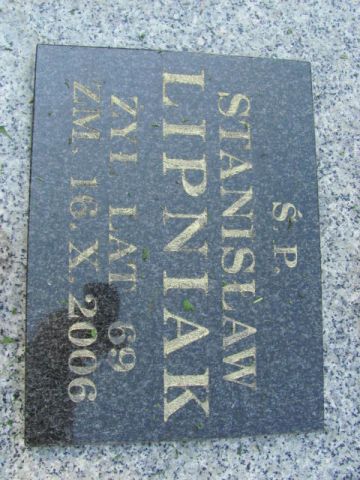 Ś. P.
STANISŁAW
LIPNIAK
ŻYŁ LAT 69
ZM. 16. X. 2006